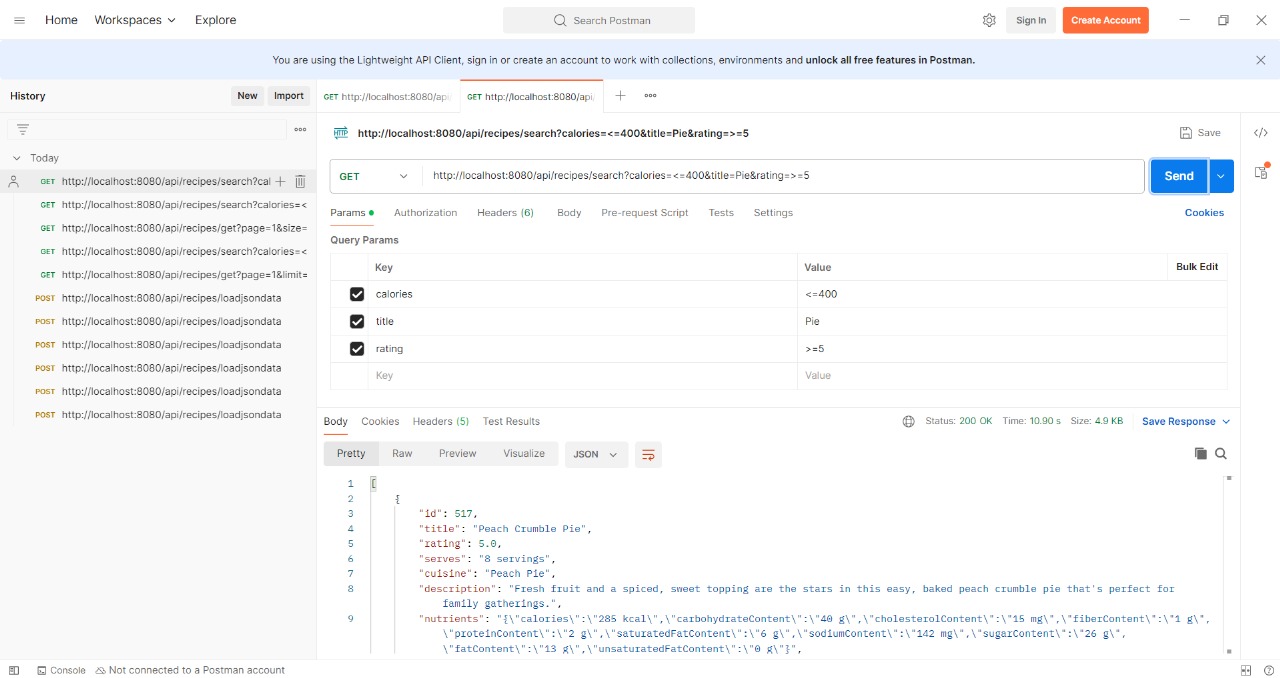 Home Workspaces Explore Search Postman Sign In Create Account
You are using the Lightweight API Client, sign in or create an account to work with collections, environments and unlock all free features in Postman.
History New Import
GET http://localhost:8080/api/ GET http://localhost:8080/api/
http://localhost:8080/api/recipes/search?calories=<=400&title=Pie&rating=>=5 Save
Today
GET http://localhost:8080/api/recipes/search?cal
GET http://localhost:8080/api/recipes/search?calories=<
GET http://localhost:8080/api/recipes/get?page=1&size=
GET http://localhost:8080/api/recipes/search?calories=<
GET http://localhost:8080/api/recipes/get?page=1&limit=
POST http://localhost:8080/api/recipes/loadjsondata
POST http://localhost:8080/api/recipes/loadjsondata
POST http://localhost:8080/api/recipes/loadjsondata
POST http://localhost:8080/api/recipes/loadjsondata
POST http://localhost:8080/api/recipes/loadjsondata
POST http://localhost:8080/api/recipes/loadjsondata
GET http://localhost:8080/api/recipes/search?calories=<=400&title=Pie&rating=>=5 Send
Params Authorization Headers (6) Body Pre-request Script Tests Settings Cookies
Query Params
Key Value Bulk Edit
calories <=400
title Pie
rating >=5
Key Value
Body Cookies Headers (5) Test Results Status: 200 OK Time: 10.90 s Size: 4.9 KB Save Response
Pretty Raw Preview Visualize JSON
1 [
2 {
3 "id": 517,
4 "title": "Peach Crumble Pie",
5 "rating": 5.0,
6 "serves": "8 servings",
7 "cuisine": "Peach Pie",
8 "description": "Fresh fruit and a spiced, sweet topping are the stars in this easy, baked peach crumble pie that's perfect for
family gatherings.",
9 "nutrients": "{\"calories\":\"285 kcal\",\"carbohydrateContent\":\"40 g\",\"cholesterolContent\":\"15 mg\",\"fiberContent\":\"1 g\",
\"proteinContent\":\"2 g\",\"saturatedFatContent\":\"6 g\",\"sodiumContent\":\"142 mg\",\"sugarContent\":\"26 g\",
\"fatContent\":\"13 g\",\"unsaturatedFatContent\":\"0 g\"}",
Console Not connected to a Postman account